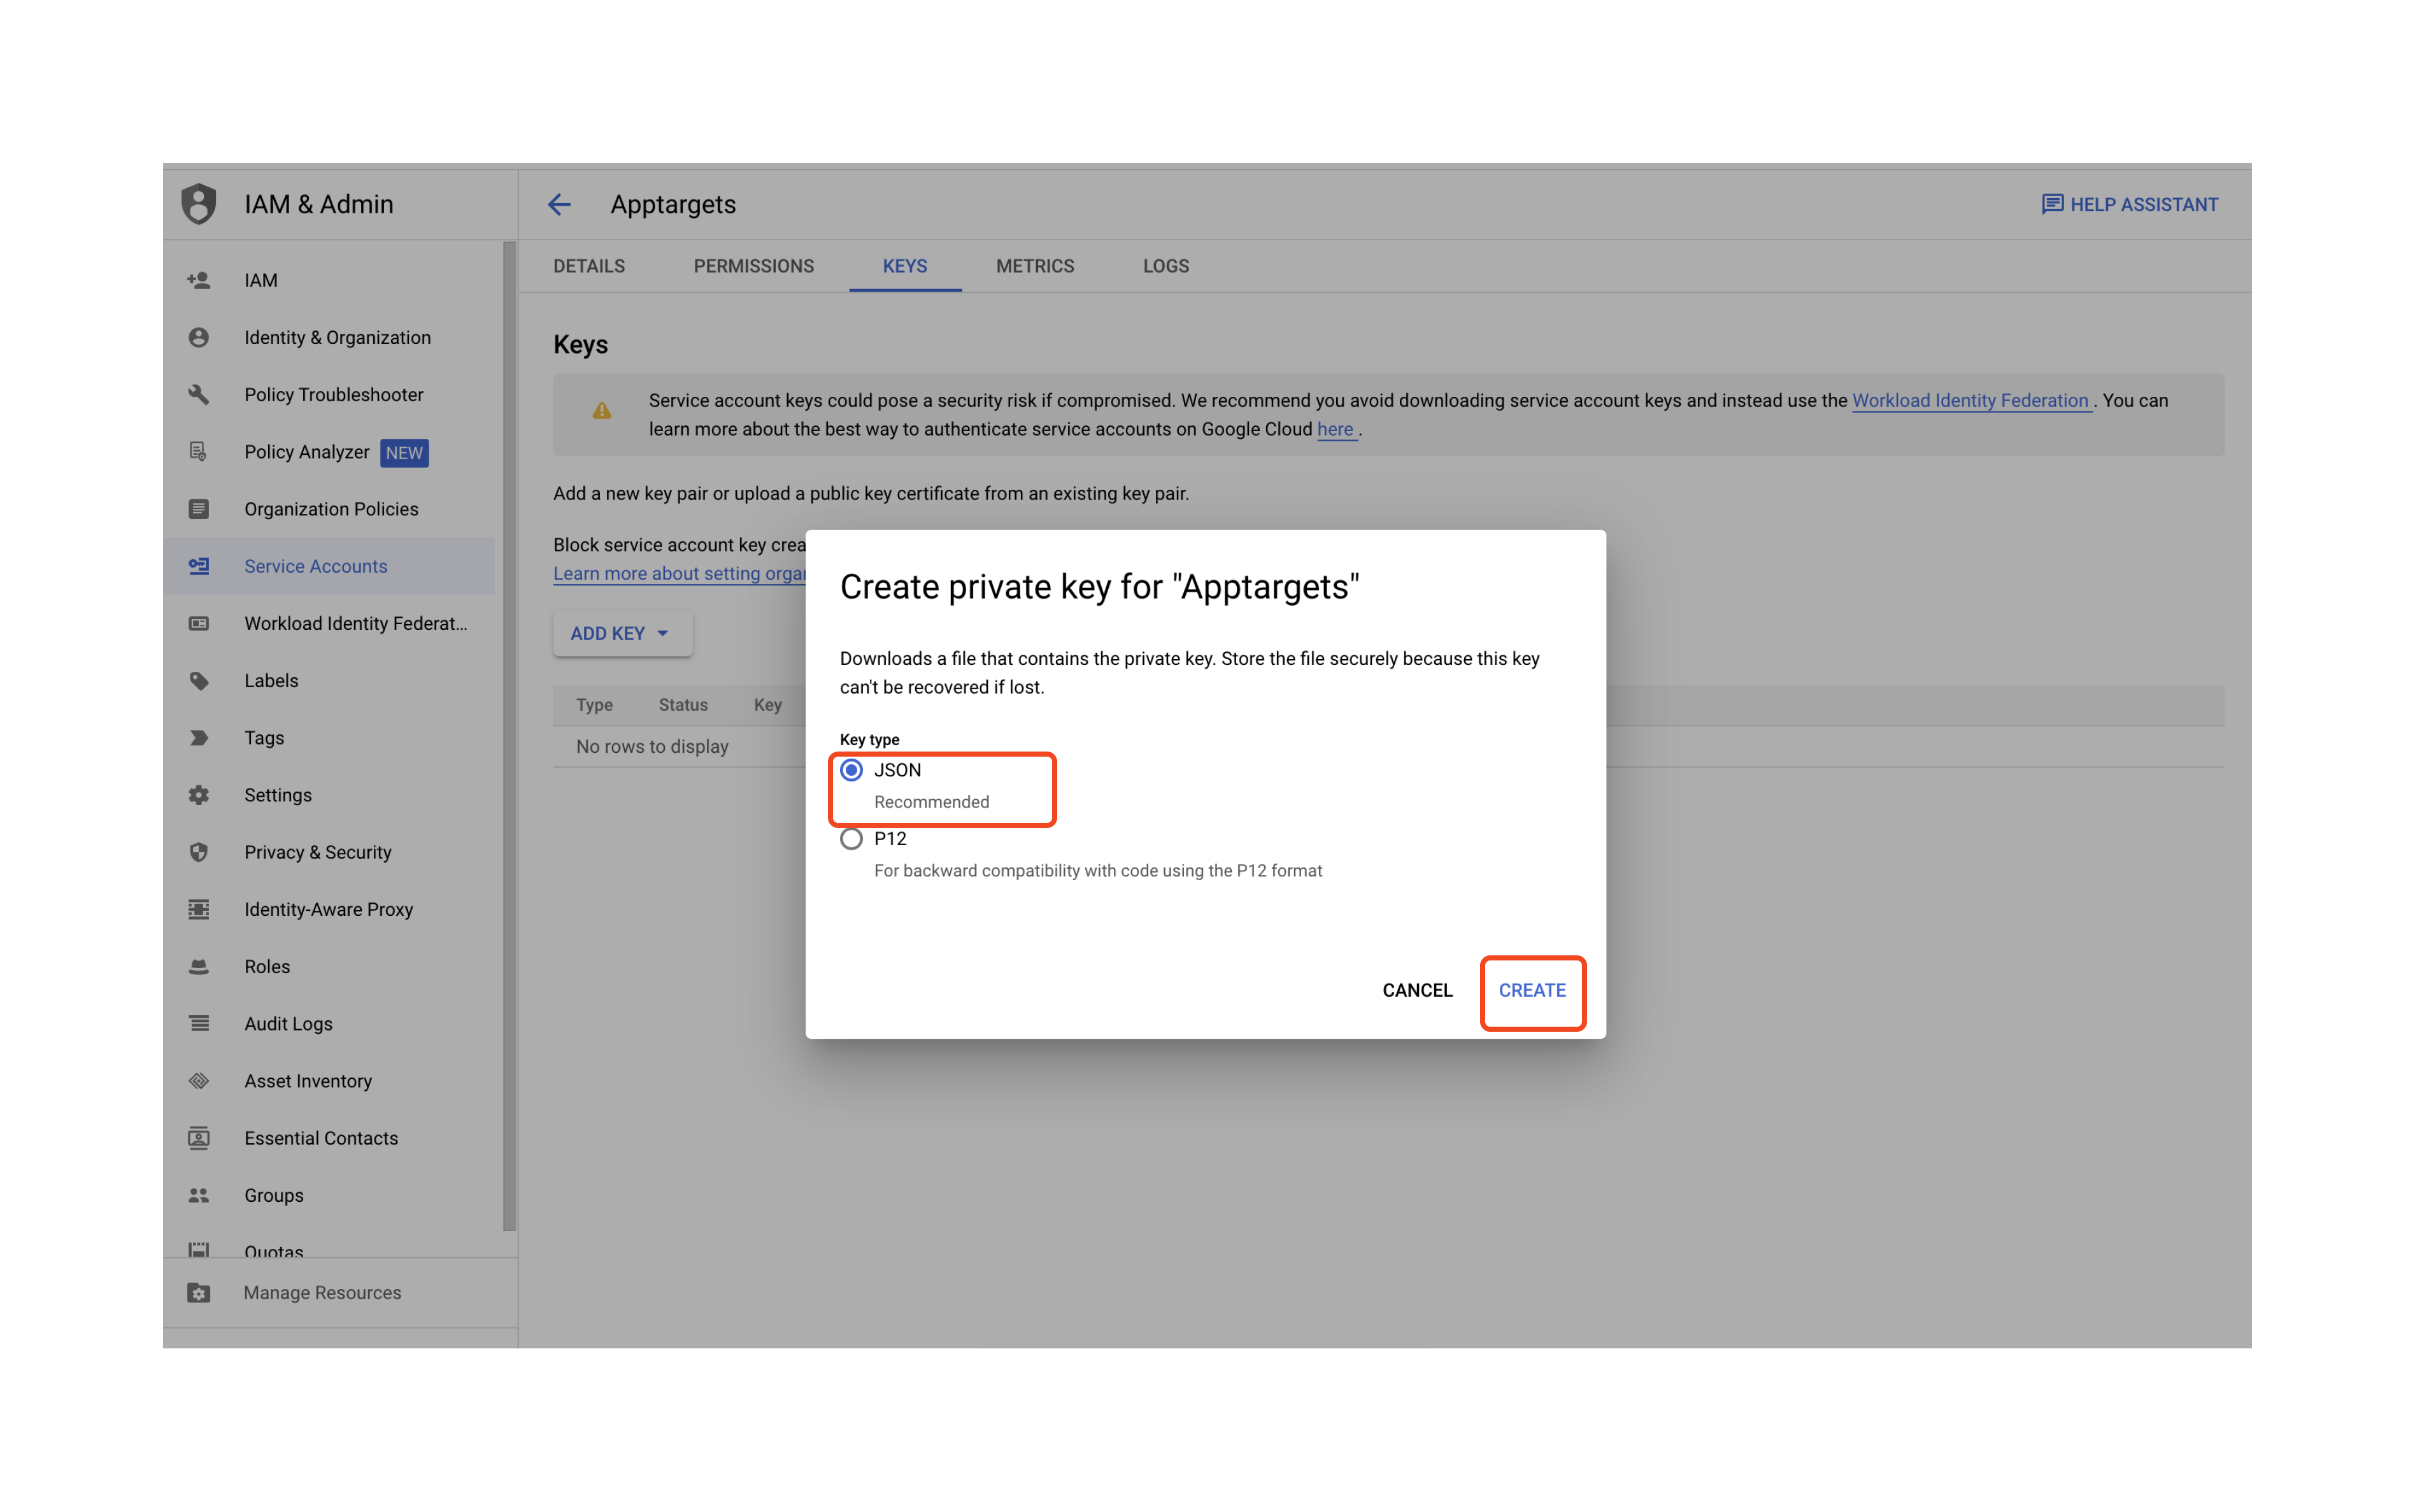 IAM & Admin
Apptargets
HELP ASSISTANT
IAM
Identity & Organization
Policy Troubleshooter
Policy Analyzer NEW
Organization Policies
Service Accounts
Workload Identity Federat...
Labels
Tags
Settings
Privacy & Security
Identity-Aware Proxy
Roles
Audit Logs
Asset Inventory
Essential Contacts
Groups
Quotas
Manage Resources
DETAILS PERMISSIONS KEYS METRICS LOGS
Keys
Service account keys could pose a security risk if compromised. We recommend you avoid downloading service account keys and instead use the Workload Identity Federation . You can
learn more about the best way to authenticate service accounts on Google Cloud here .
Add a new key pair or upload a public key certificate from an existing key pair.
Block service account key crea
Learn more about setting orga
ADD KEY
Type Status Key
No rows to display
Create private key for "Apptargets"
Downloads a file that contains the private key. Store the file securely because this key
can't be recovered if lost.
Key type
JSON
Recommended
P12
For backward compatibility with code using the P12 format
CANCEL CREATE